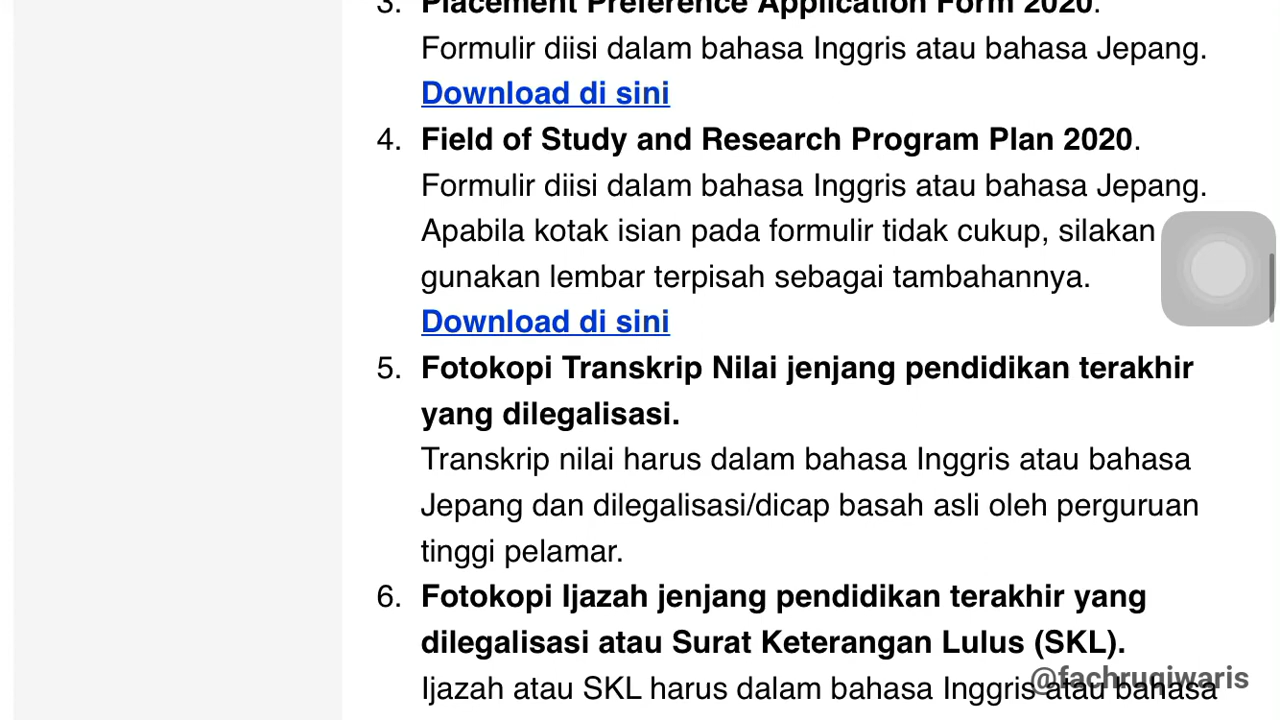 3. Placement Preference Application Form 2020.
Formulir diisi dalam bahasa Inggris atau bahasa Jepang.
Download di sini
4. Field of Study and Research Program Plan 2020.
Formulir diisi dalam bahasa Inggris atau bahasa Jepang.
Apabila kotak isian pada formulir tidak cukup, silakan
gunakan lembar terpisah sebagai tambahannya.
Download di sini
5. Fotokopi Transkrip Nilai jenjang pendidikan terakhir
yang dilegalisasi.
Transkrip nilai harus dalam bahasa Inggris atau bahasa
Jepang dan dilegalisasi/dicap basah asli oleh perguruan
tinggi pelamar.
6. Fotokopi Ijazah jenjang pendidikan terakhir yang
dilegalisasi atau Surat Keterangan Lulus (SKL).
Ijazah atau SKL harus dalam bahasa Inggris atau bahasa
@fachruqiwaris